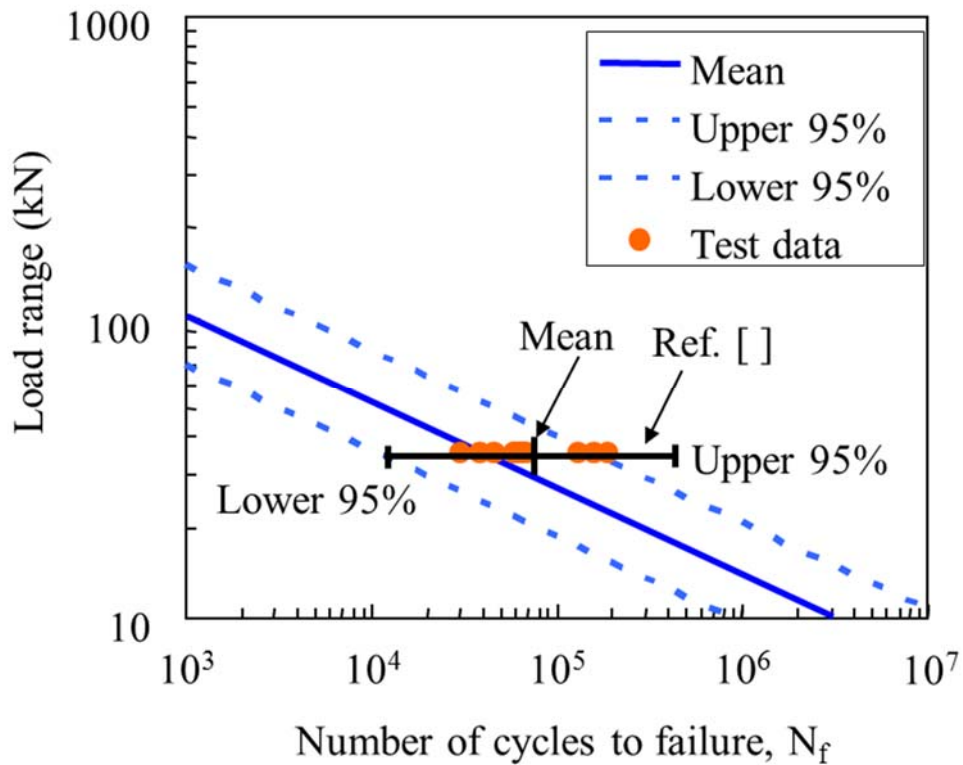 1000
Mean
Upper 95%
Lower 95%
Test data
Load range (kN)
100
Mean
Ref. [ ]
Upper 95%
Lower 95%
10
10³
10⁴
10⁵
10⁶
10⁷
Number of cycles to failure, N_f